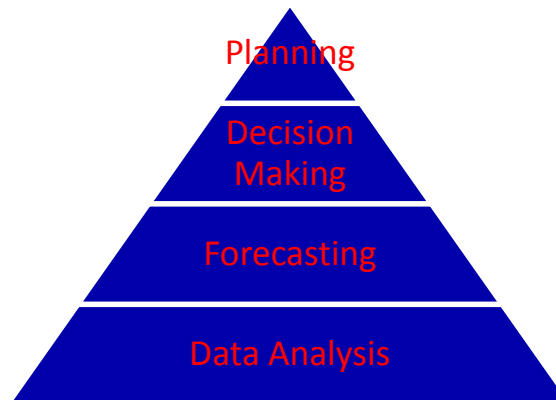 Planning
Decision
Making
Forecasting
Data Analysis